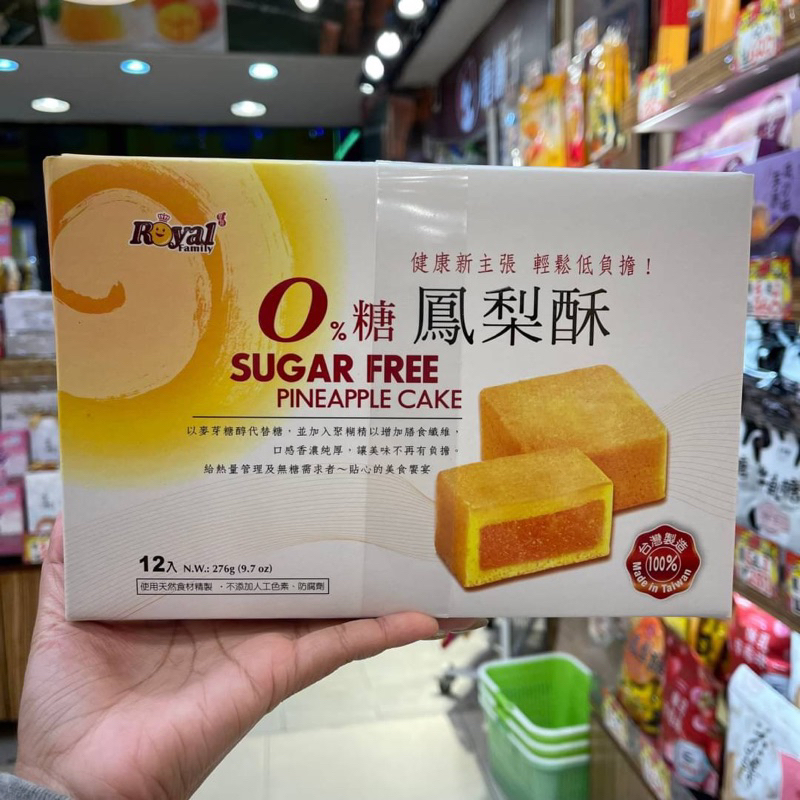 Royal
Family
健康新主張 輕鬆低負擔！
0%糖 鳳梨酥
SUGAR FREE
PINEAPPLE CAKE
以麥芽糖醇代替糖，並加入聚糊精以增加膳食纖維，
口感香濃純厚，讓美味不再有負擔。
給熱量管理及無糖需求者～貼心的美食饗宴
12入 N.W.: 276g (9.7 oz)
使用天然食材精製．不添加人工色素、防腐劑
台灣製造
100%
Made in Taiwan